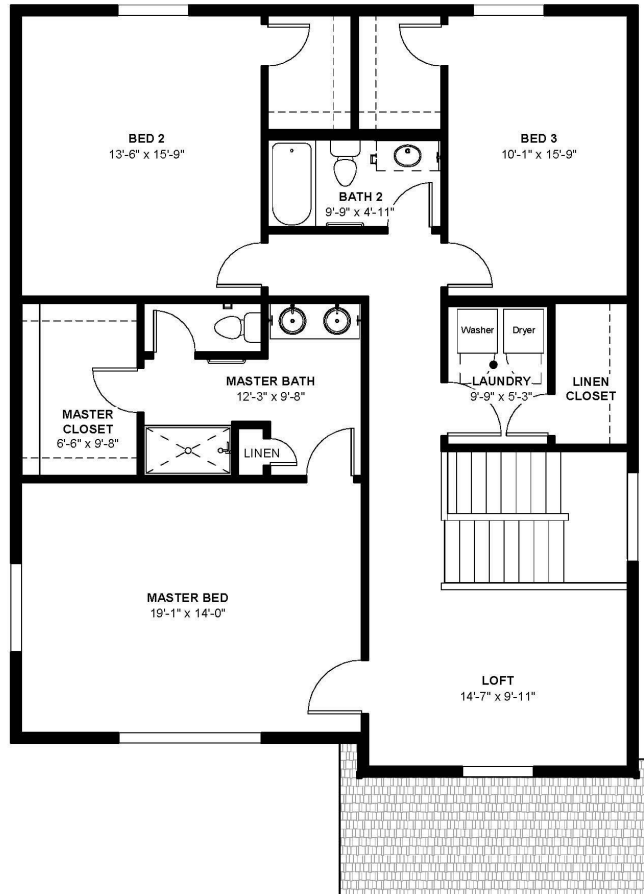 BED 2
13'-6" x 15'-9"
BED 3
10'-1" x 15'-9"
BATH 2
9'-9" x 4'-11"
Washer
Dryer
LAUNDRY
9'-9" x 5'-3"
LINEN
CLOSET
MASTER BATH
12'-3" x 9'-8"
MASTER
CLOSET
6'-6" x 9'-8"
LINEN
MASTER BED
19'-1" x 14'-0"
LOFT
14'-7" x 9'-11"